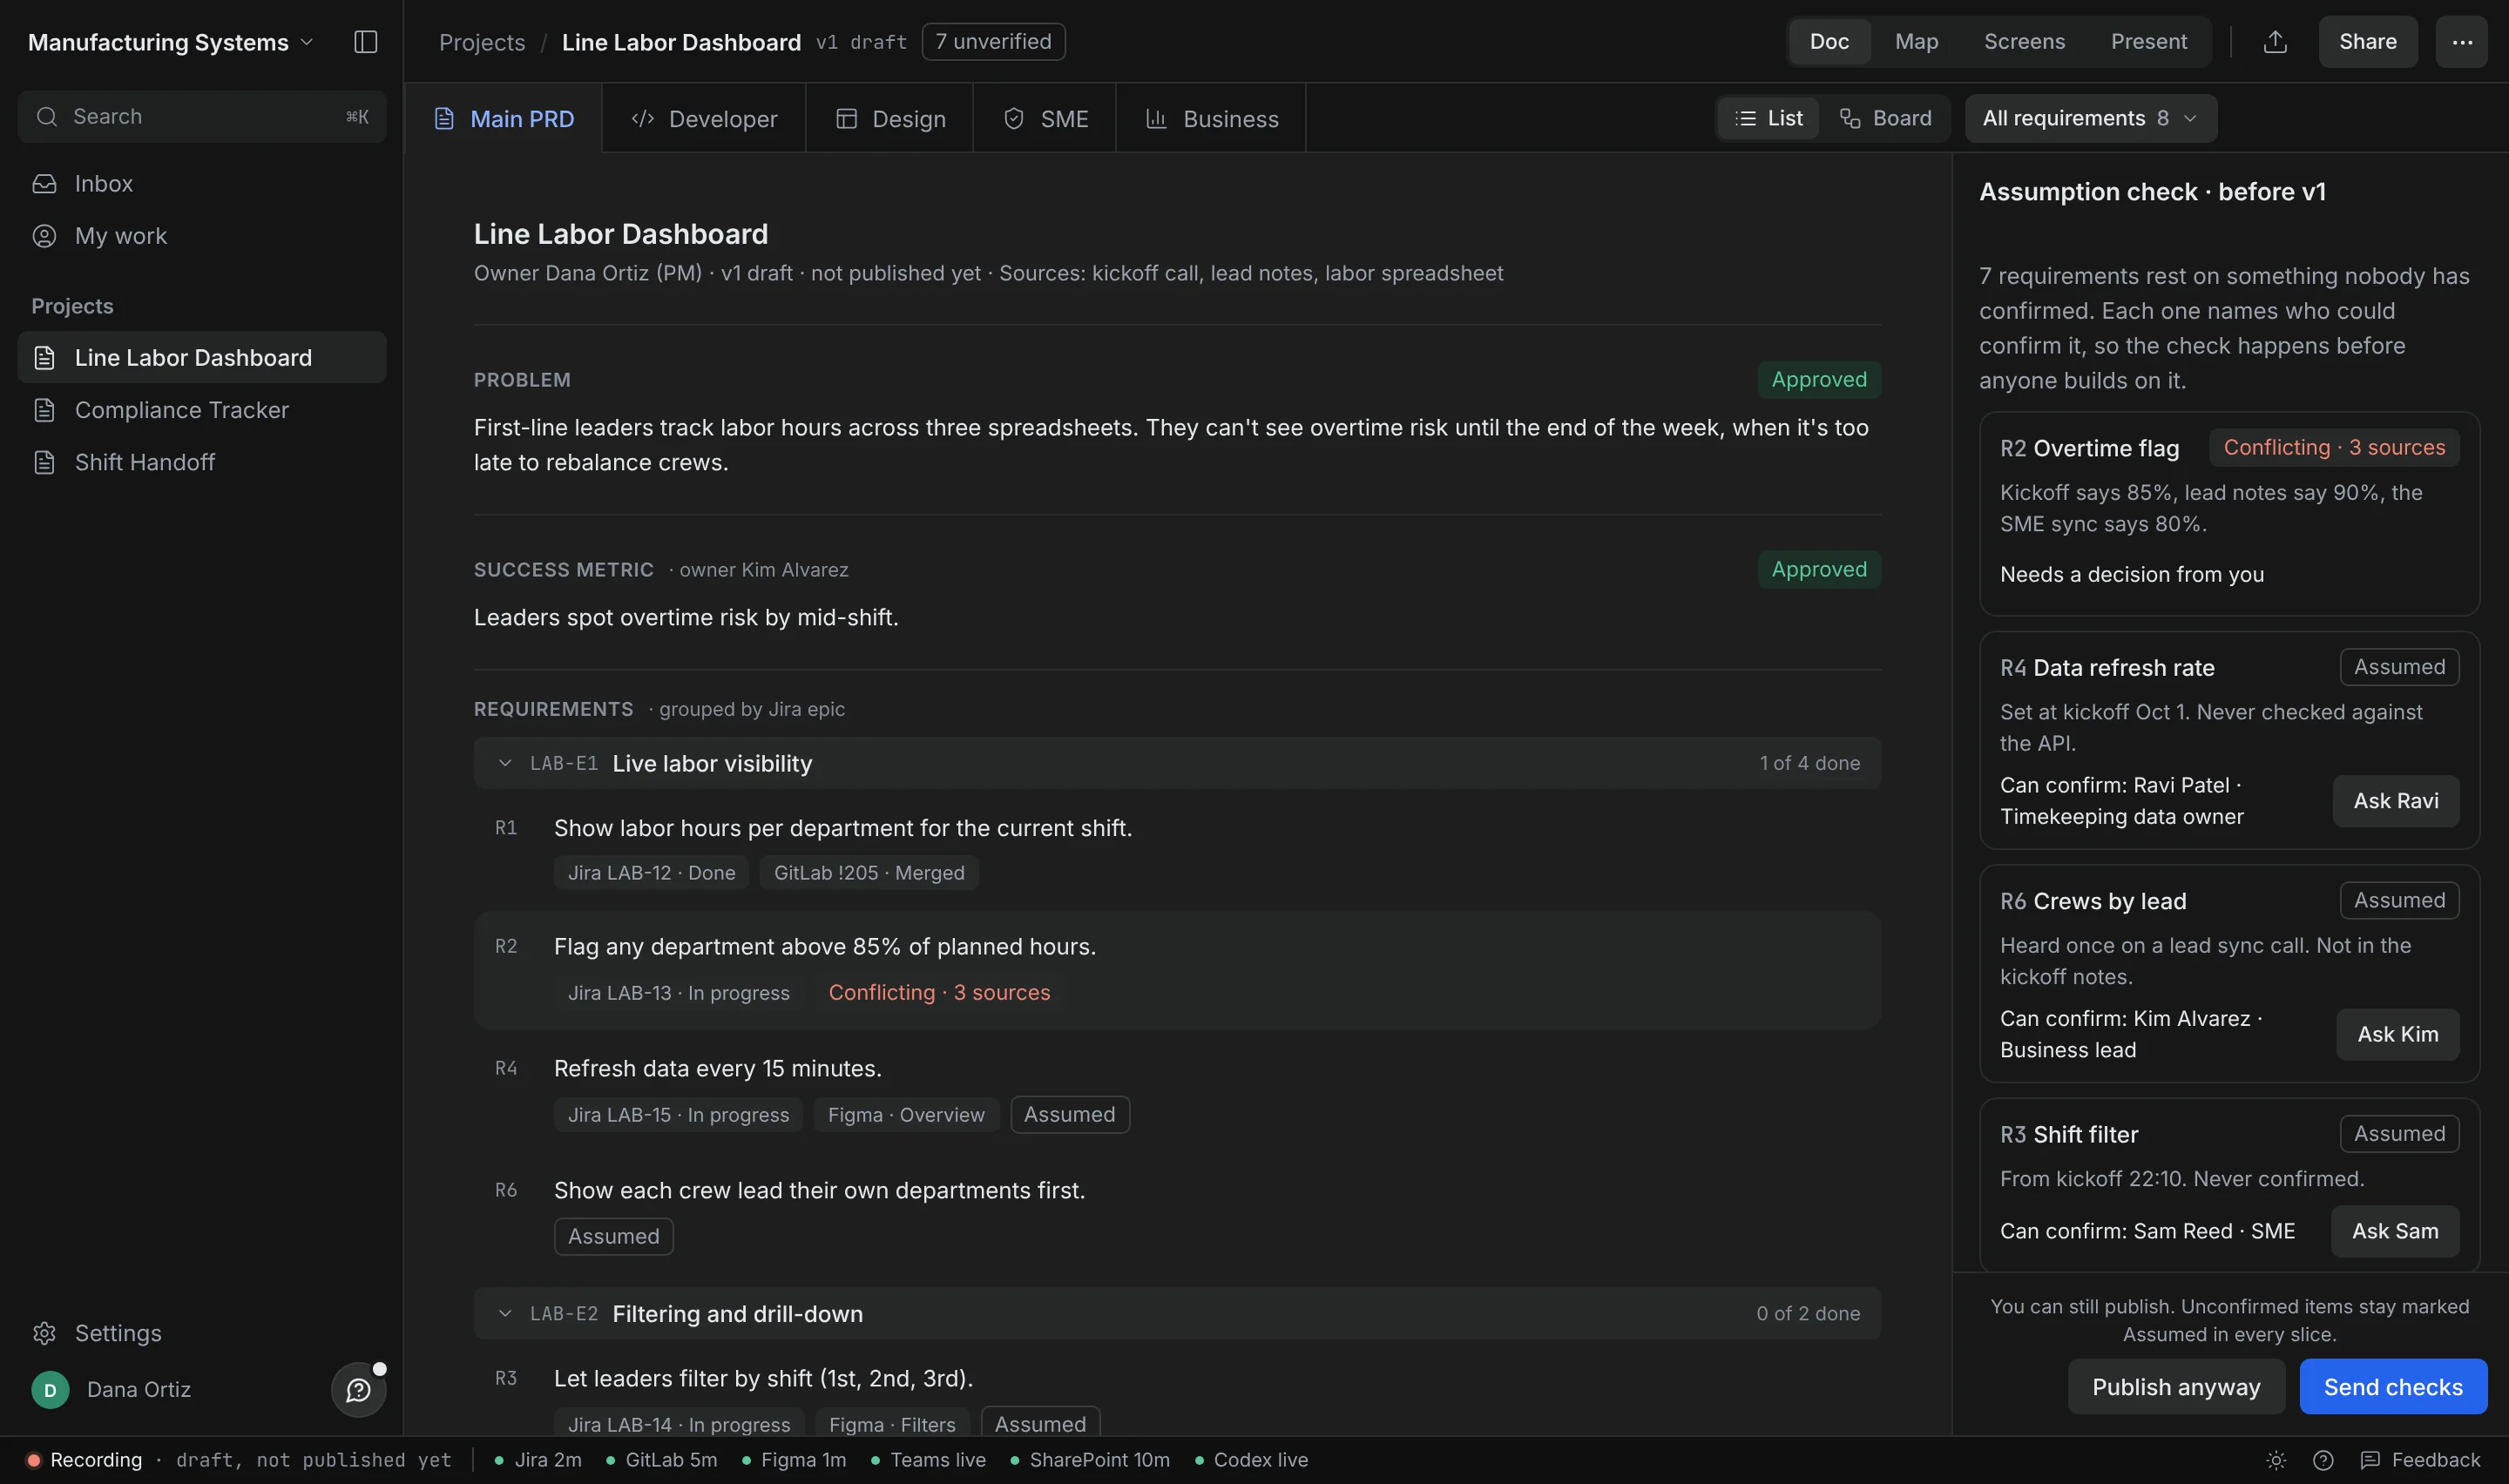 Manufacturing Systems
Search ⌘K
Inbox
My work
Projects
Line Labor Dashboard
Compliance Tracker
Shift Handoff
Settings
D Dana Ortiz
Projects / Line Labor Dashboard v1 draft 7 unverified
Doc Map Screens Present Share
Main PRD Developer Design SME Business
List Board All requirements 8
Line Labor Dashboard
Owner Dana Ortiz (PM) · v1 draft · not published yet · Sources: kickoff call, lead notes, labor spreadsheet
PROBLEM Approved
First-line leaders track labor hours across three spreadsheets. They can't see overtime risk until the end of the week, when it's too
late to rebalance crews.
SUCCESS METRIC · owner Kim Alvarez Approved
Leaders spot overtime risk by mid-shift.
REQUIREMENTS · grouped by Jira epic
LAB-E1 Live labor visibility 1 of 4 done
R1 Show labor hours per department for the current shift.
Jira LAB-12 · Done GitLab !205 · Merged
R2 Flag any department above 85% of planned hours.
Jira LAB-13 · In progress Conflicting · 3 sources
R4 Refresh data every 15 minutes.
Jira LAB-15 · In progress Figma · Overview Assumed
R6 Show each crew lead their own departments first.
Assumed
LAB-E2 Filtering and drill-down 0 of 2 done
R3 Let leaders filter by shift (1st, 2nd, 3rd).
Jira LAB-14 · In progress Figma · Filters Assumed
Assumption check · before v1
7 requirements rest on something nobody has
confirmed. Each one names who could
confirm it, so the check happens before
anyone builds on it.
R2 Overtime flag Conflicting · 3 sources
Kickoff says 85%, lead notes say 90%, the
SME sync says 80%.
Needs a decision from you
R4 Data refresh rate Assumed
Set at kickoff Oct 1. Never checked against
the API.
Can confirm: Ravi Patel ·
Timekeeping data owner
Ask Ravi
R6 Crews by lead Assumed
Heard once on a lead sync call. Not in the
kickoff notes.
Can confirm: Kim Alvarez ·
Business lead
Ask Kim
R3 Shift filter Assumed
From kickoff 22:10. Never confirmed.
Can confirm: Sam Reed · SME Ask Sam
You can still publish. Unconfirmed items stay marked
Assumed in every slice.
Publish anyway Send checks
Recording · draft, not published yet Jira 2m GitLab 5m Figma 1m Teams live SharePoint 10m Codex live Feedback